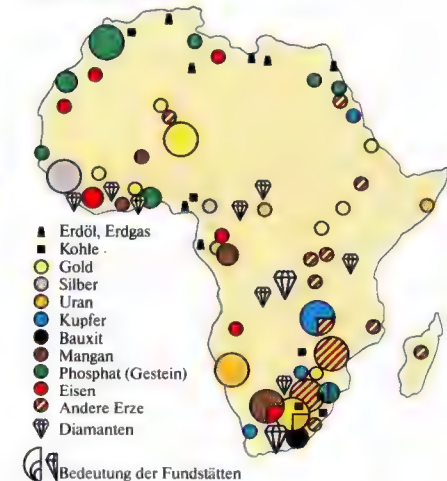 Erdöl, Erdgas
Kohle
Gold
Silber
Uran
Kupfer
Bauxit
Mangan
Phosphat (Gestein)
Eisen
Andere Erze
Diamanten
Bedeutung der Fundstätten